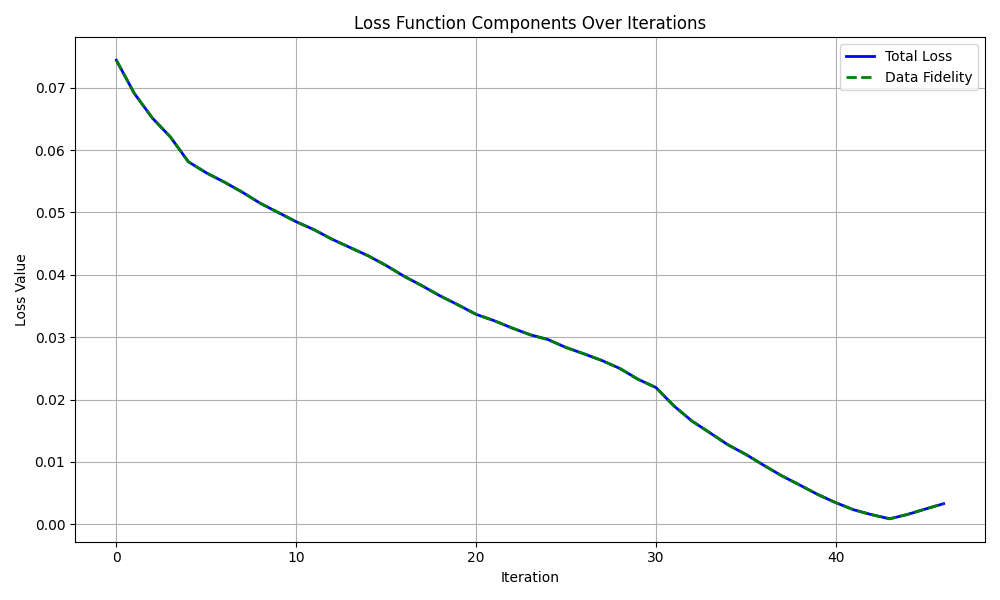 Loss Function Components Over Iterations
Total Loss
Data Fidelity
0.07
0.06
0.05
0.04
0.03
0.02
0.01
0.00
Loss Value
0 10 20 30 40
Iteration